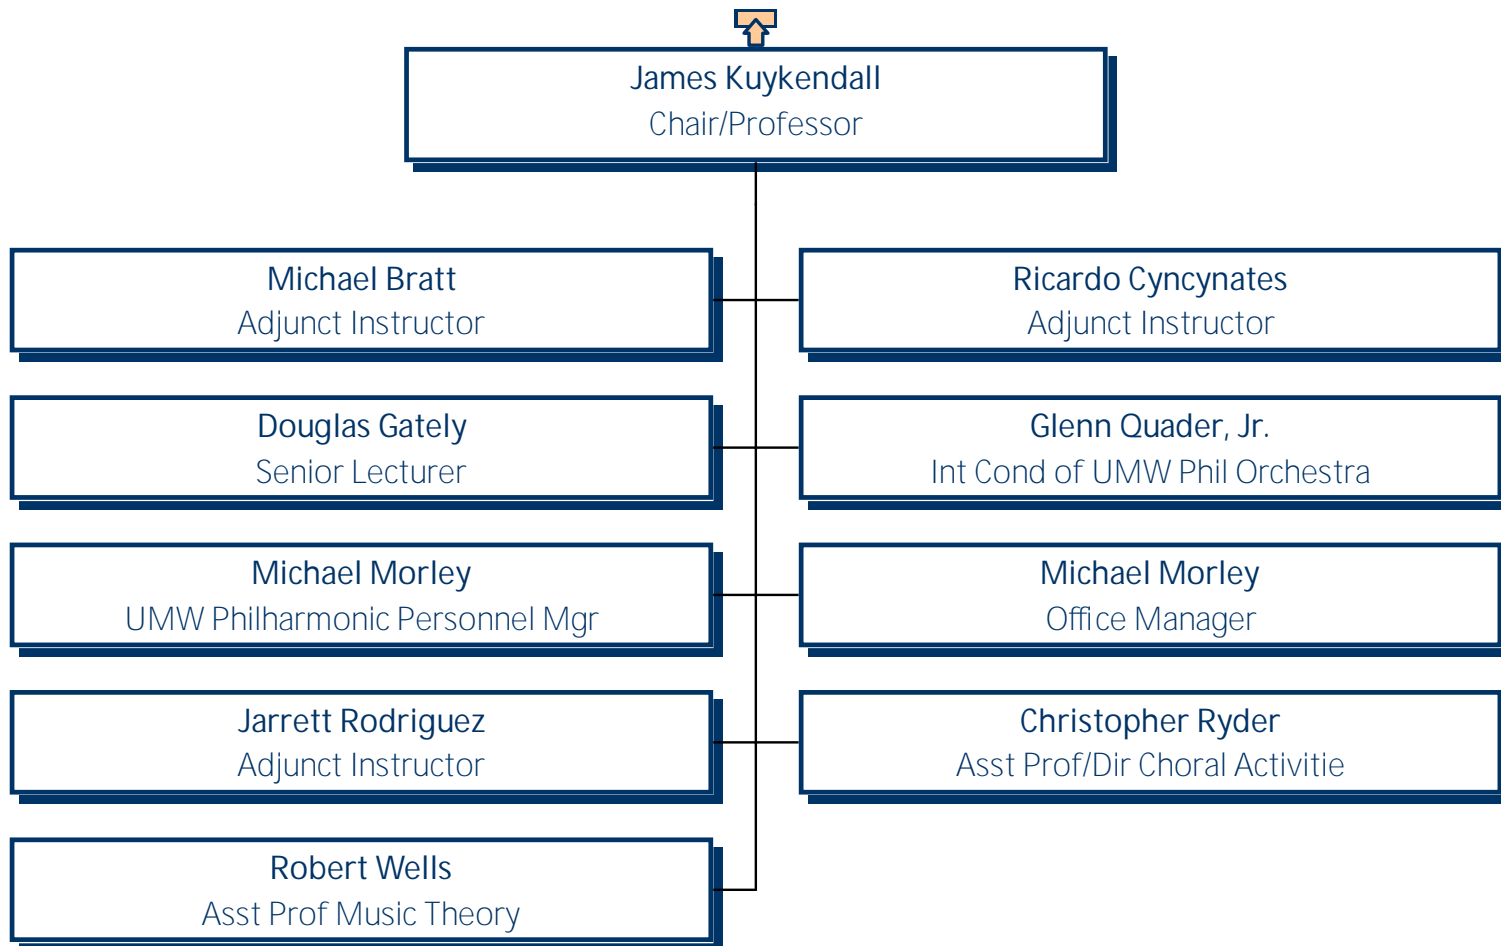 James Kuykendall
Chair/Professor
Michael Bratt
Adjunct Instructor
Ricardo Cyncynates
Adjunct Instructor
Douglas Gately
Senior Lecturer
Glenn Quader, Jr.
Int Cond of UMW Phil Orchestra
Michael Morley
UMW Philharmonic Personnel Mgr
Michael Morley
Office Manager
Jarrett Rodriguez
Adjunct Instructor
Christopher Ryder
Asst Prof/Dir Choral Activitie
Robert Wells
Asst Prof Music Theory